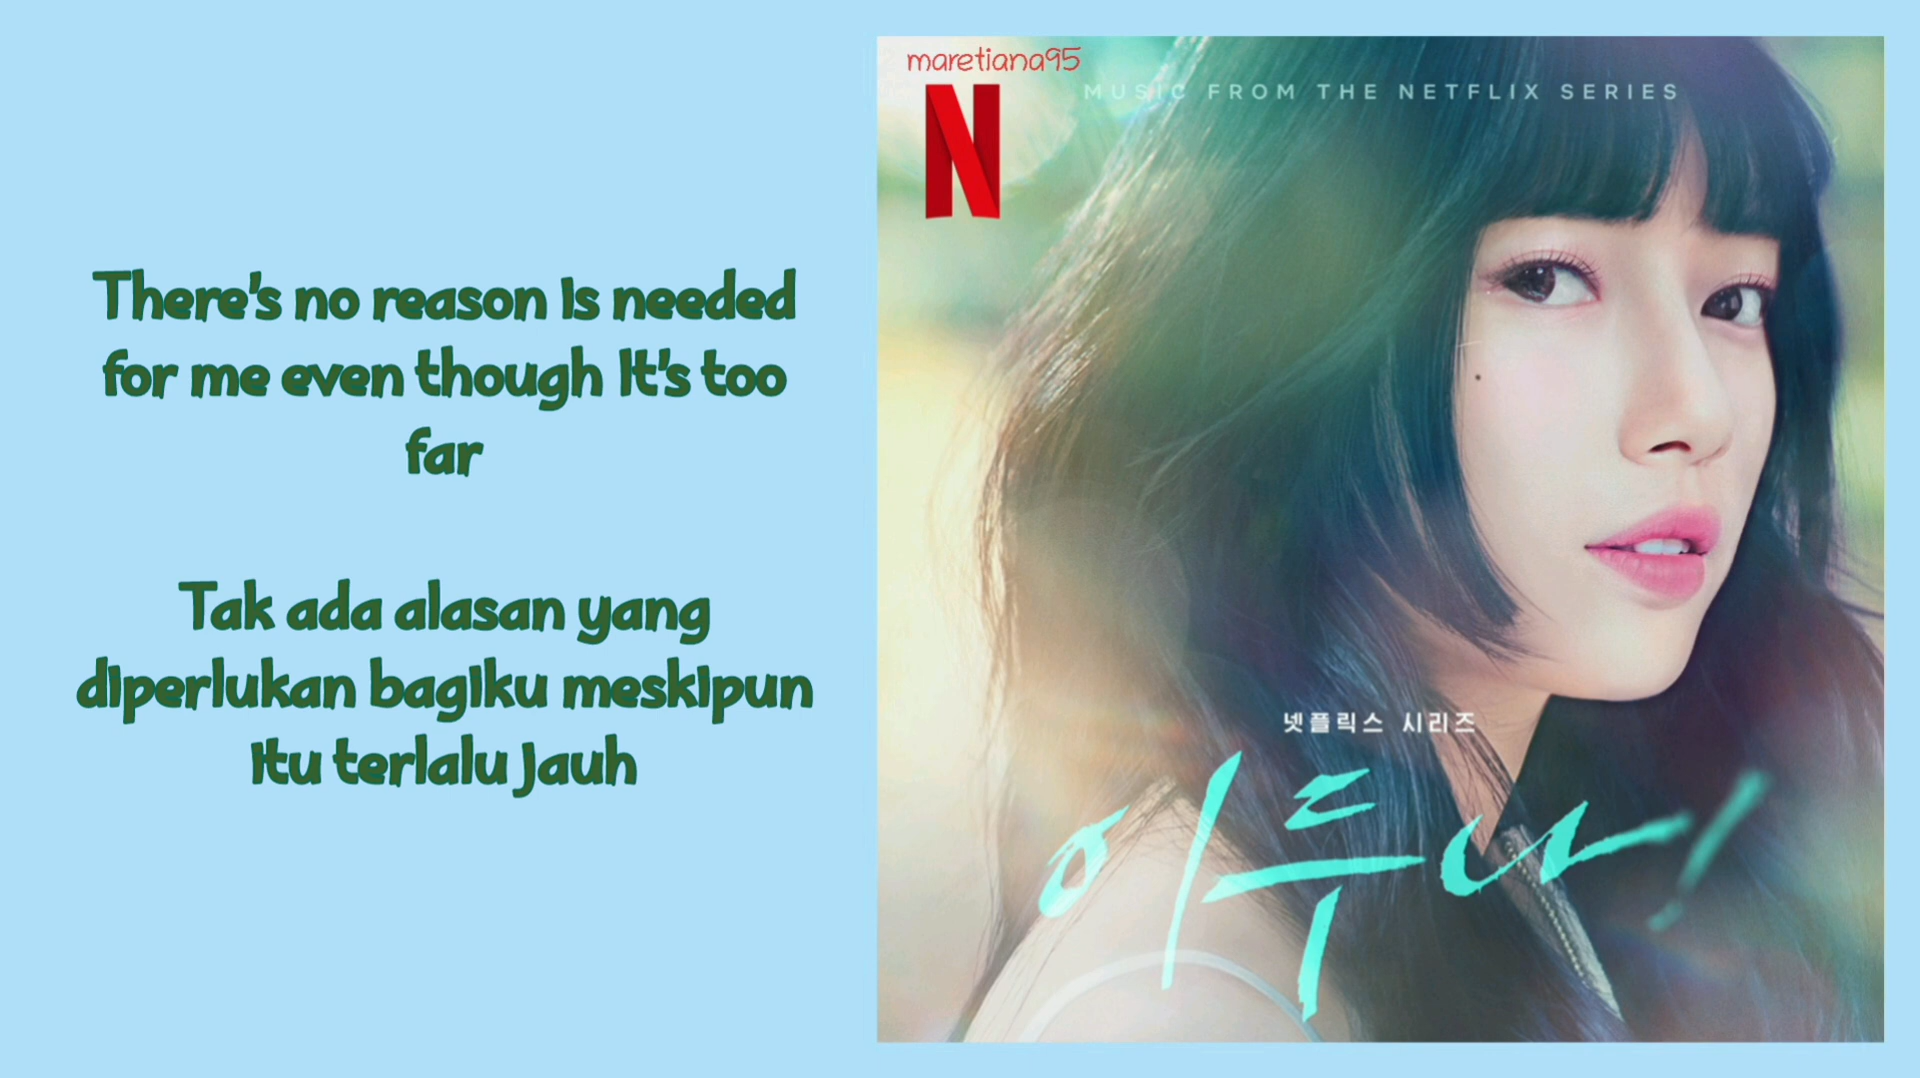 There's no reason is needed
for me even though it's too
far
Tak ada alasan yang
diperlukan bagiku meskipun
itu terlalu jauh
maretiana95
N
MUSIC FROM THE NETFLIX SERIES
넷플릭스 시리즈
이두나!